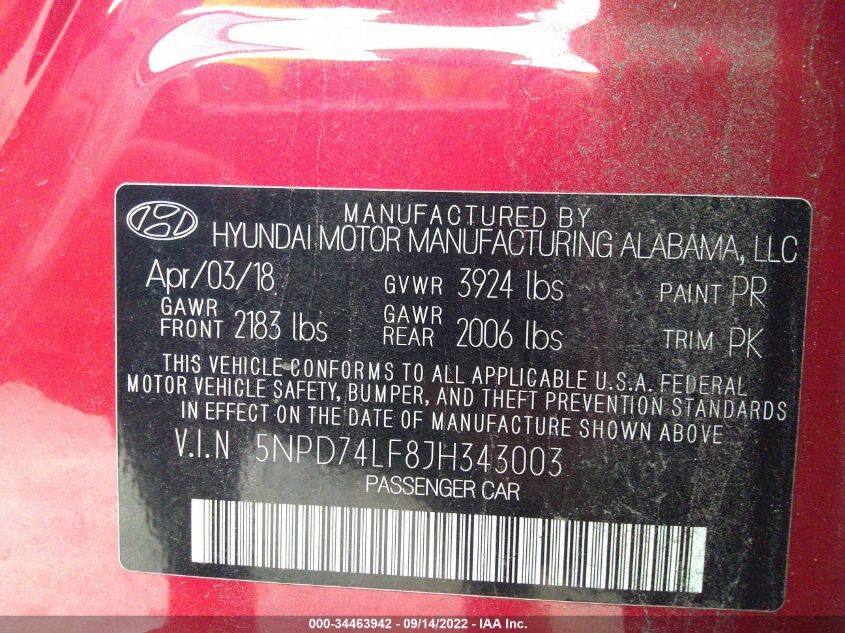 MANUFACTURED BY
HYUNDAI MOTOR MANUFACTURING ALABAMA, LLC
Apr/03/18 GVWR 3924 lbs PAINT PR
GAWR FRONT 2183 lbs GAWR REAR 2006 lbs TRIM PK
THIS VEHICLE CONFORMS TO ALL APPLICABLE U.S.A. FEDERAL
MOTOR VEHICLE SAFETY, BUMPER, AND THEFT PREVENTION STANDARDS
IN EFFECT ON THE DATE OF MANUFACTURE SHOWN ABOVE
V.I.N 5NPD74LF8JH343003
PASSENGER CAR
000-34463942 - 09/14/2022 - IAA Inc.